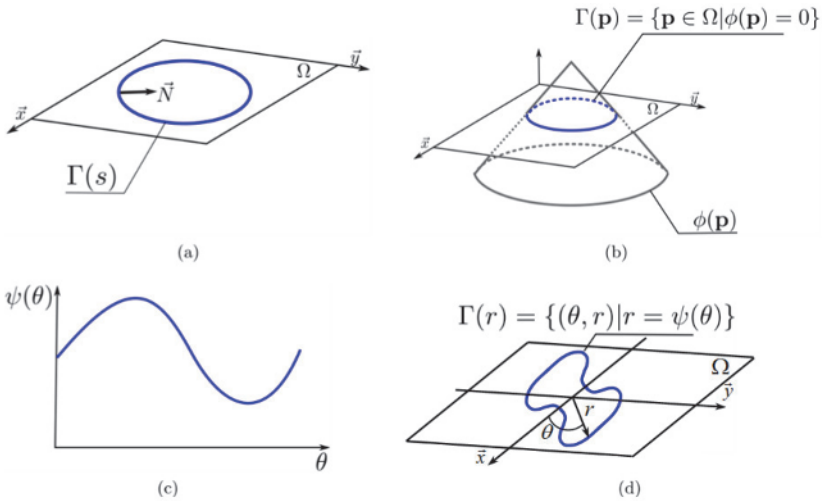 y⃗
Ω
N⃗
x⃗
Γ(s)
(a)
Γ(p) = {p ∈ Ω|ϕ(p) = 0}
y⃗
Ω
x⃗
ϕ(p)
(b)
ψ(θ)
θ
(c)
Γ(r) = {(θ, r)|r = ψ(θ)}
Ω
y⃗
r
θ
x⃗
(d)